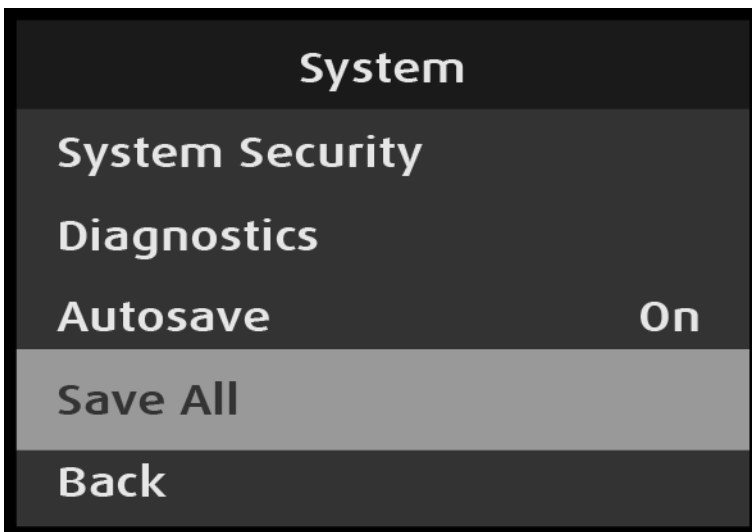 System
System Security
Diagnostics
Autosave On
Save All
Back